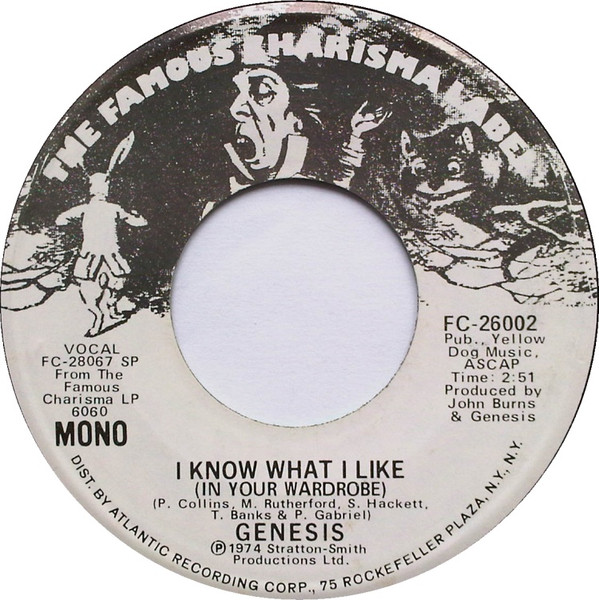 THE FAMOUS CHARISMA LABEL
VOCAL
FC-28067 SP
From The
Famous
Charisma LP
6060
MONO
FC-26002
Pub., Yellow
Dog Music,
ASCAP
Time: 2:51
Produced by
John Burns
& Genesis
I KNOW WHAT I LIKE
(IN YOUR WARDROBE)
(P. Collins, M. Rutherford, S. Hackett,
T. Banks & P. Gabriel)
GENESIS
Ⓟ1974 Stratton-Smith
Productions Ltd.
DIST. BY ATLANTIC RECORDING CORP., 75 ROCKEFELLER PLAZA, N.Y., N.Y.